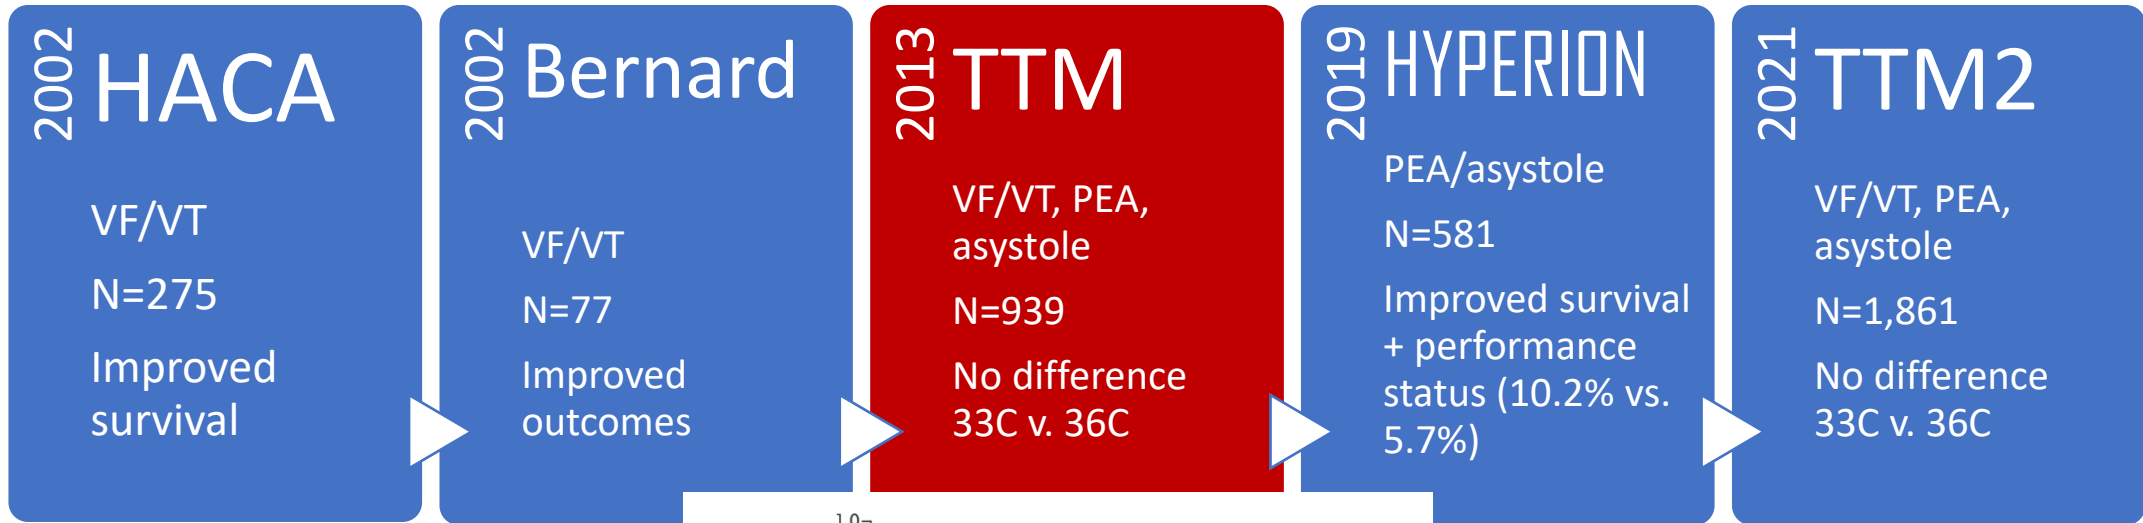 2002
HACA
VF/VT
N=275
Improved
survival
2002
Bernard
VF/VT
N=77
Improved
outcomes
2013
TTM
VF/VT, PEA,
asystole
N=939
No difference
33C v. 36C
2019
HYPERION
PEA/asystole
N=581
Improved survival
+ performance
status (10.2% vs.
5.7%)
2021
TTM2
VF/VT, PEA,
asystole
N=1,861
No difference
33C v. 36C